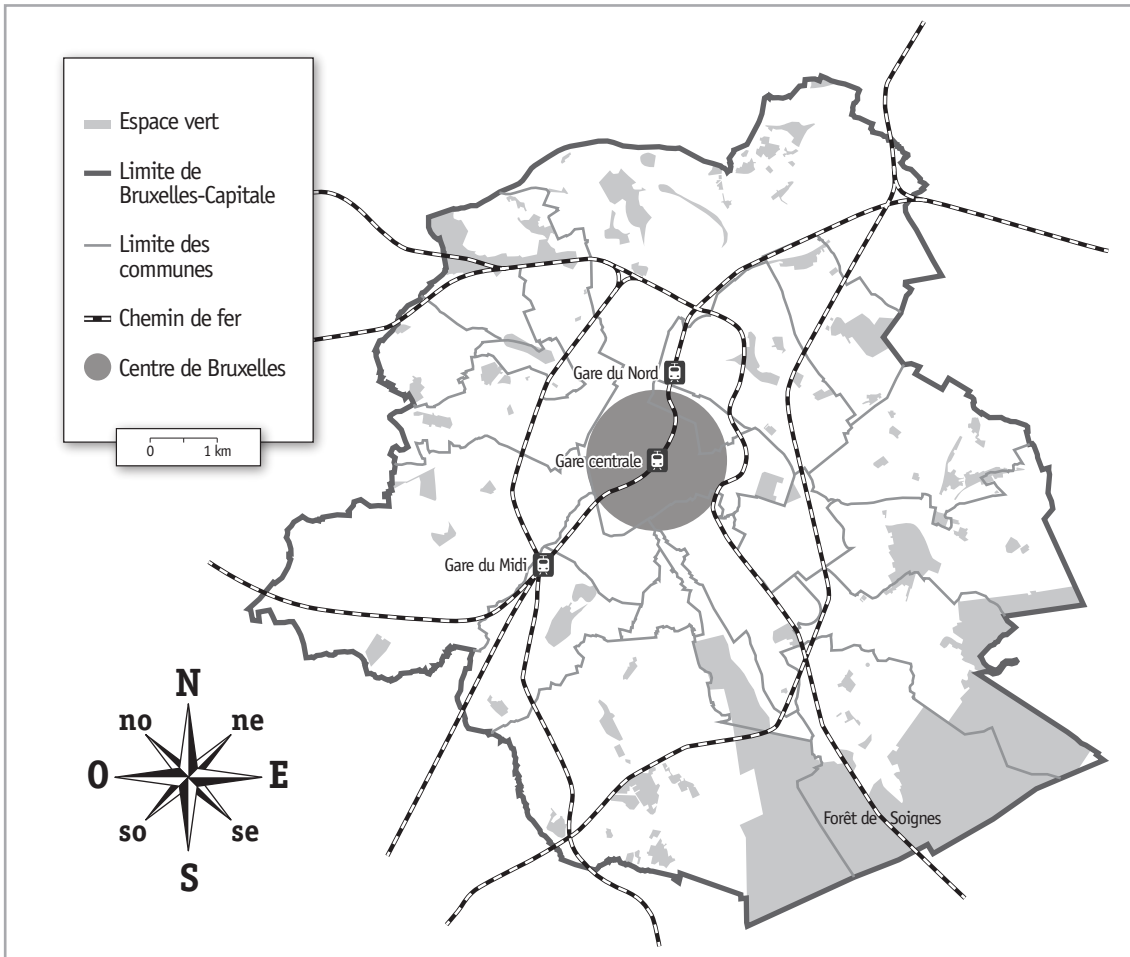 Espace vert
Limite de
Bruxelles-Capitale
Limite des
communes
Chemin de fer
Centre de Bruxelles
0 1 km
Gare du Nord
Gare centrale
Gare du Midi
N
no ne
O E
so se
S
Forêt de Soignes